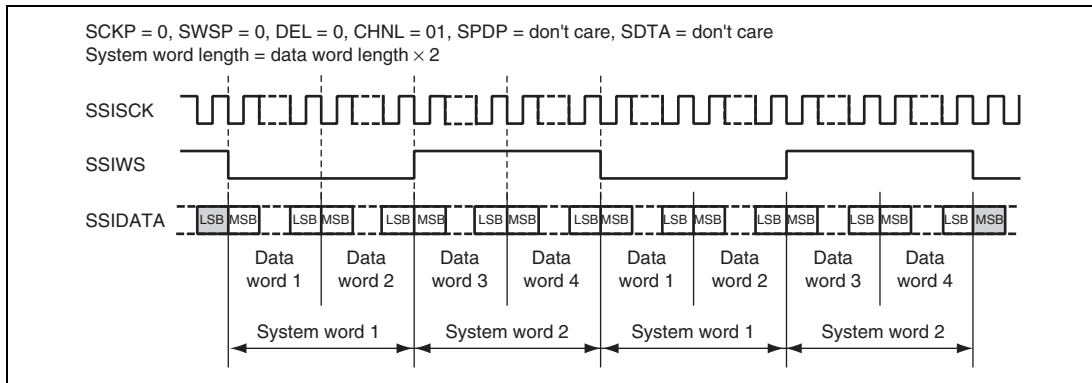 SCKP = 0, SWSP = 0, DEL = 0, CHNL = 01, SPDP = don't care, SDTA = don't care
System word length = data word length × 2
SSISCK
SSIWS
SSIDATA
LSB MSB LSB MSB LSB MSB LSB MSB LSB MSB LSB MSB LSB MSB LSB MSB LSB MSB
Data Data Data Data Data Data Data Data
word 1 word 2 word 3 word 4 word 1 word 2 word 3 word 4
System word 1 System word 2 System word 1 System word 2